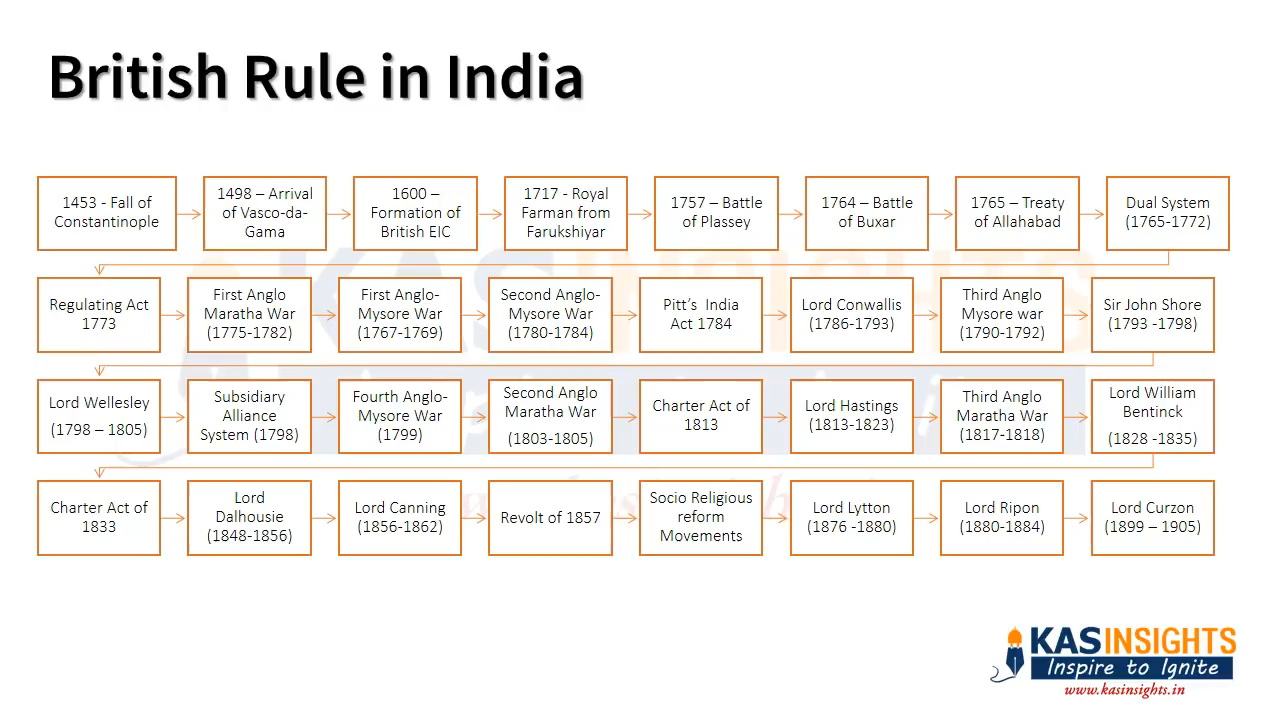 British Rule in India
1453 - Fall of
Constantinople
1498 – Arrival
of Vasco-da-
Gama
1600 –
Formation of
British EIC
1717 - Royal
Farman from
Farukshiyar
1757 – Battle
of Plassey
1764 – Battle
of Buxar
1765 – Treaty
of Allahabad
Dual System
(1765-1772)
Regulating Act
1773
First Anglo
Maratha War
(1775-1782)
First Anglo-
Mysore War
(1767-1769)
Second Anglo-
Mysore War
(1780-1784)
Pitt’s India
Act 1784
Lord Conwallis
(1786-1793)
Third Anglo
Mysore war
(1790-1792)
Sir John Shore
(1793 -1798)
Lord Wellesley
(1798 – 1805)
Subsidiary
Alliance
System (1798)
Fourth Anglo-
Mysore War
(1799)
Second Anglo
Maratha War
(1803-1805)
Charter Act of
1813
Lord Hastings
(1813-1823)
Third Anglo
Maratha War
(1817-1818)
Lord William
Bentinck
(1828 -1835)
Charter Act of
1833
Lord
Dalhousie
(1848-1856)
Lord Canning
(1856-1862)
Revolt of 1857
Socio Religious
reform
Movements
Lord Lytton
(1876 -1880)
Lord Ripon
(1880-1884)
Lord Curzon
(1899 – 1905)
KASINSIGHTS
Inspire to Ignite
www.kasinsights.in